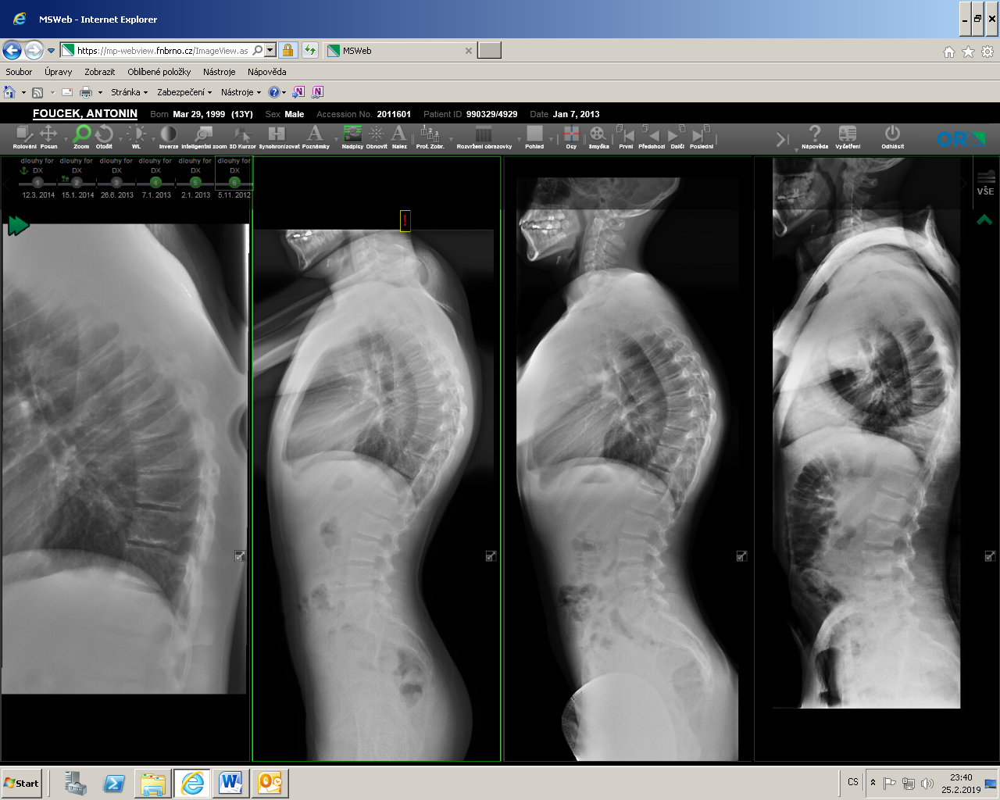 MSWeb - Internet Explorer
https://mp-webview.fnbrno.cz/ImageView.as
MSWeb
Soubor Úpravy Zobrazit Oblíbené položky Nástroje Nápověda
Stránka Zabezpečení Nástroje
FOUCEK, ANTONIN Born Mar 29, 1999 (13Y) Sex Male Accession No. 2011601 Patient ID 990329/4929 Date Jan 7, 2013
Rolování Posun Zoom Otočit WL Inverze Inteligentní zoom 3D Kurzor Synchronizovat Poznámky Nadpisy Obnovit Nález Prot. Zobr. Rozvržení obrazovky Pohled Osy Smyčka První Předchozí Další Poslední Nápověda Vyšetření Odhlásit
dlouhy for dlouhy for dlouhy for dlouhy for dlouhy for dlouhy for
DX DX DX DX DX DX
1 2 3 4 5 6
12.3. 2014 15.1. 2014 26.6. 2013 7.1. 2013 2.1. 2013 5.11. 2012
VŠE
!
Start
CS
23:40
25.2.2019